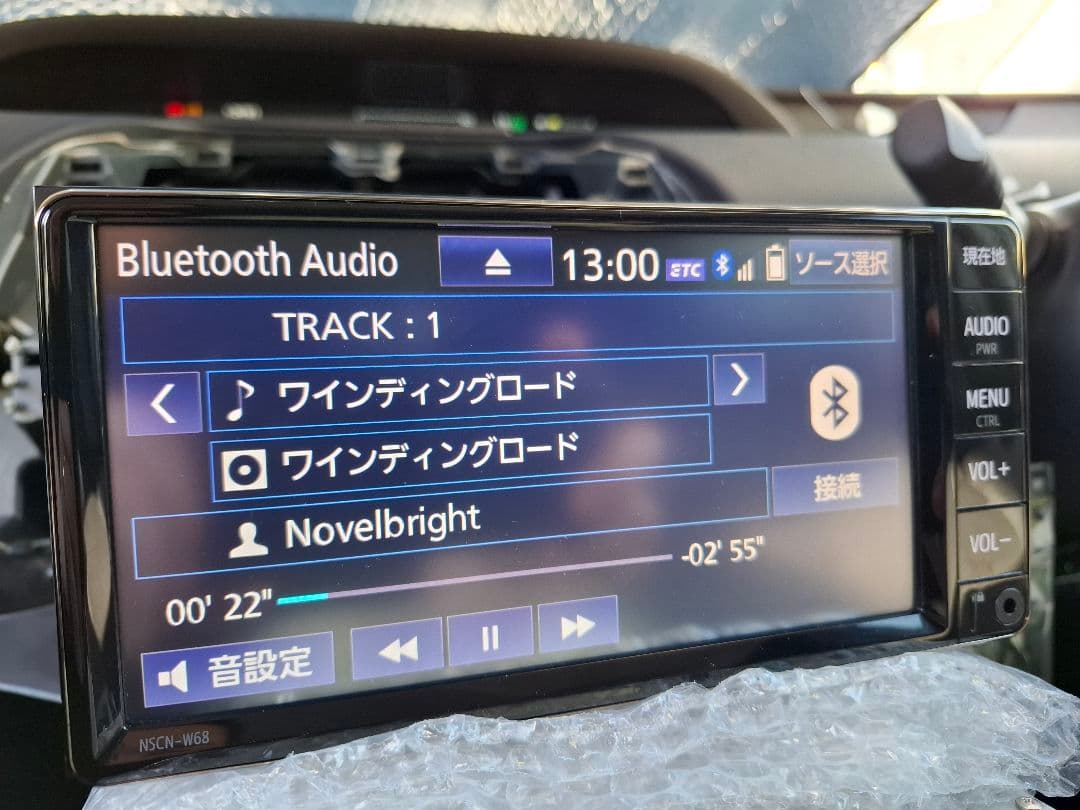 Bluetooth Audio 13:00 ETC ソース選択
TRACK : 1
ワインディングロード
ワインディングロード
接続
Novelbright
00' 22" -02' 55"
音設定
NSCN-W68
現在地
AUDIO
PWR
MENU
CTRL
VOL+
VOL−